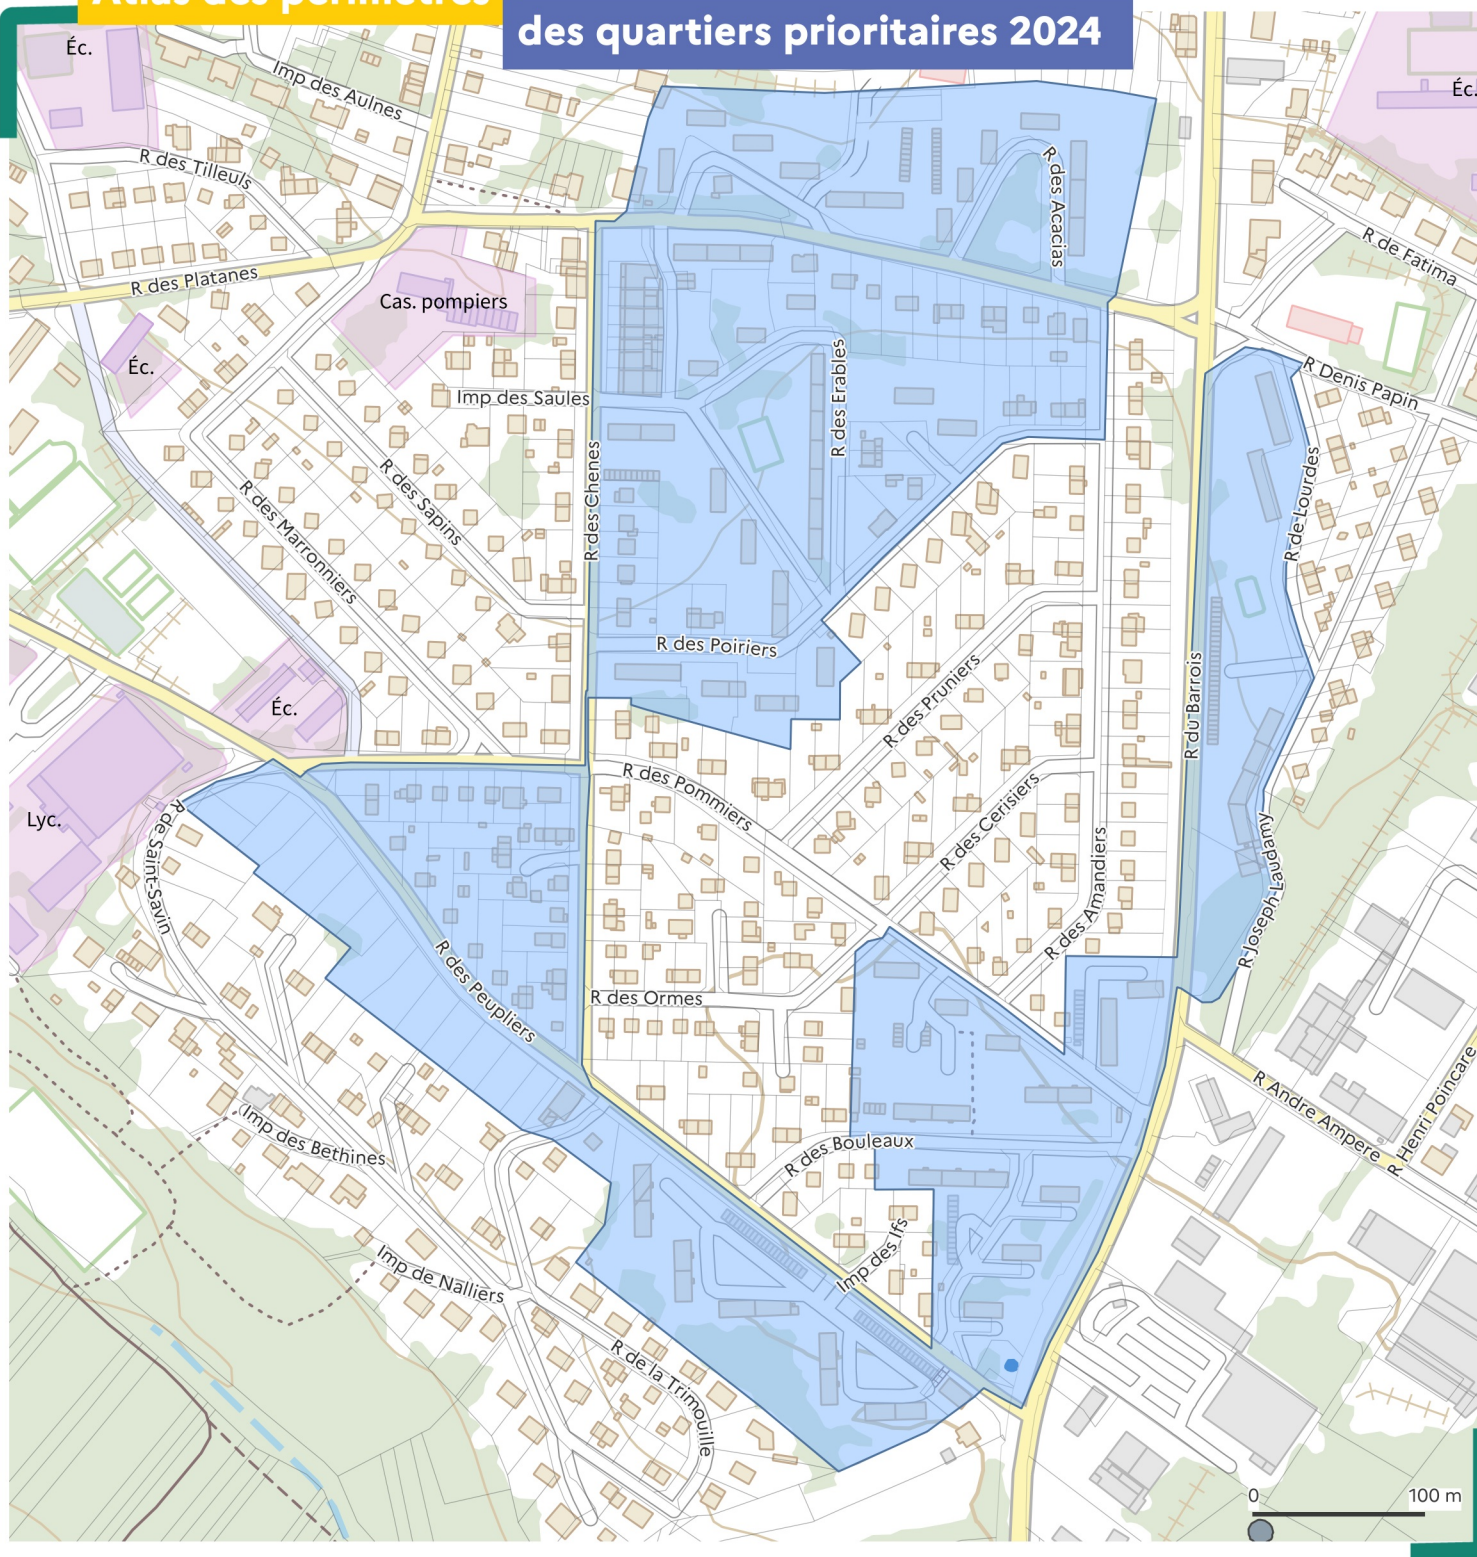 Atlas des périmètres
des quartiers prioritaires 2024
Éc.
Imp des Aulnes
Éc.
R des Tilleuls
R des Acacias
R de Fatima
R des Platanes
Cas. pompiers
Éc.
Imp des Saules
R des Erables
R Denis Papin
R des Chenes
R des Sapins
R des Marronniers
R de Lourdes
R des Poiriers
R des Pruniers
R du Barrois
Éc.
R des Pommiers
R des Cerisiers
Lyc.
R de Saint-Savin
R des Amandiers
R Joseph Laudamy
R des Peupliers
R des Ormes
R Andre Ampere
R Henri Poincare
Imp des Bethines
R des Bouleaux
Imp des Ifs
Imp de Nalliers
R de la Trimouille
0 100 m